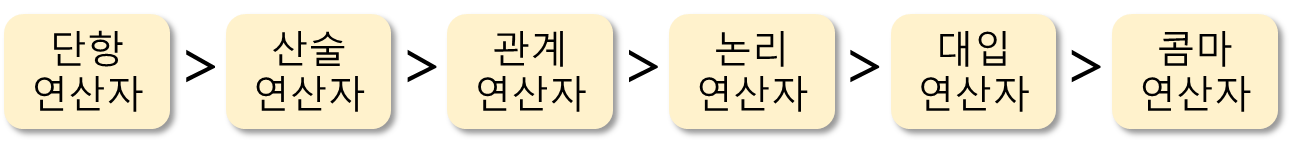 단항 연산자 > 산술 연산자 > 관계 연산자 > 논리 연산자 > 대입 연산자 > 콤마 연산자